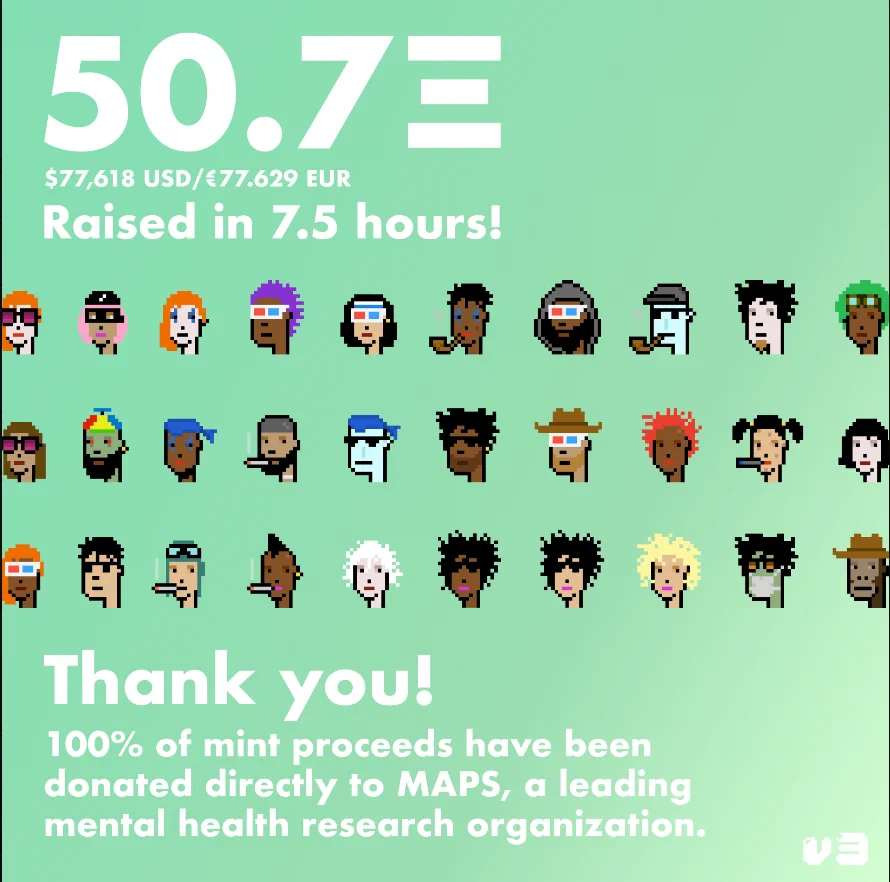 50.7Ξ
$77,618 USD/€77.629 EUR
Raised in 7.5 hours!
Thank you!
100% of mint proceeds have been
donated directly to MAPS, a leading
mental health research organization.
v3